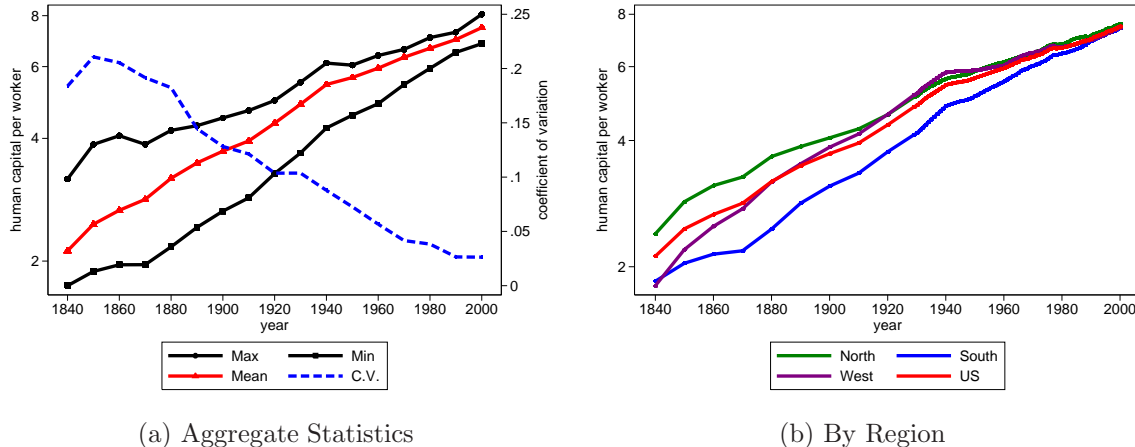 8
6
4
2
human capital per worker
.25
.2
.15
.1
.05
0
coefficient of variation
1840 1860 1880 1900 1920 1940 1960 1980 2000
year
Max Min
Mean C.V.
(a) Aggregate Statistics
8
6
4
2
human capital per worker
1840 1860 1880 1900 1920 1940 1960 1980 2000
year
North South
West US
(b) By Region